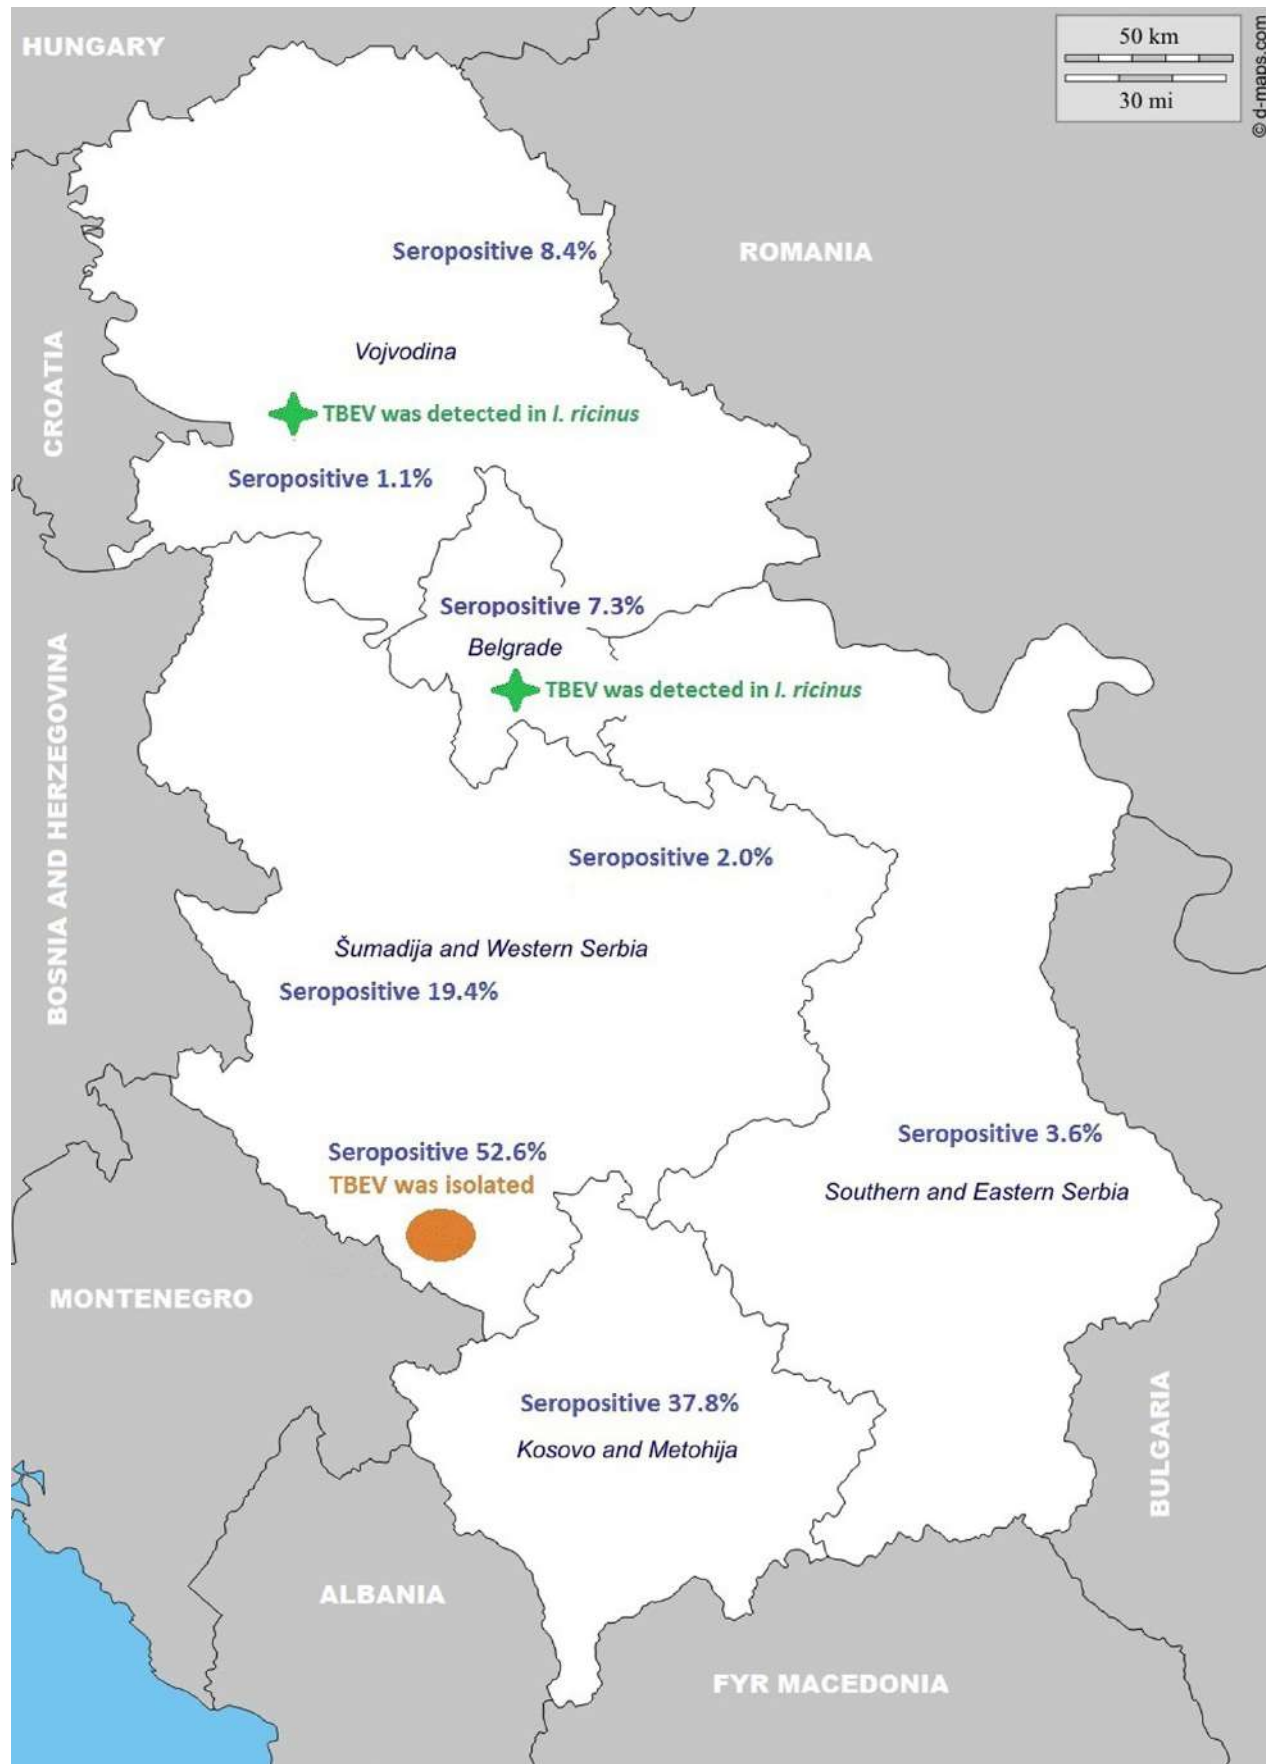 HUNGARY
50 km
30 mi
© d-maps.com
Seropositive 8.4%
ROMANIA
CROATIA
Vojvodina
TBEV was detected in I. ricinus
Seropositive 1.1%
Seropositive 7.3%
Belgrade
TBEV was detected in I. ricinus
BOSNIA AND HERZEGOVINA
Seropositive 2.0%
Šumadija and Western Serbia
Seropositive 19.4%
Seropositive 3.6%
Southern and Eastern Serbia
Seropositive 52.6%
TBEV was isolated
MONTENEGRO
Seropositive 37.8%
Kosovo and Metohija
BULGARIA
ALBANIA
FYR MACEDONIA